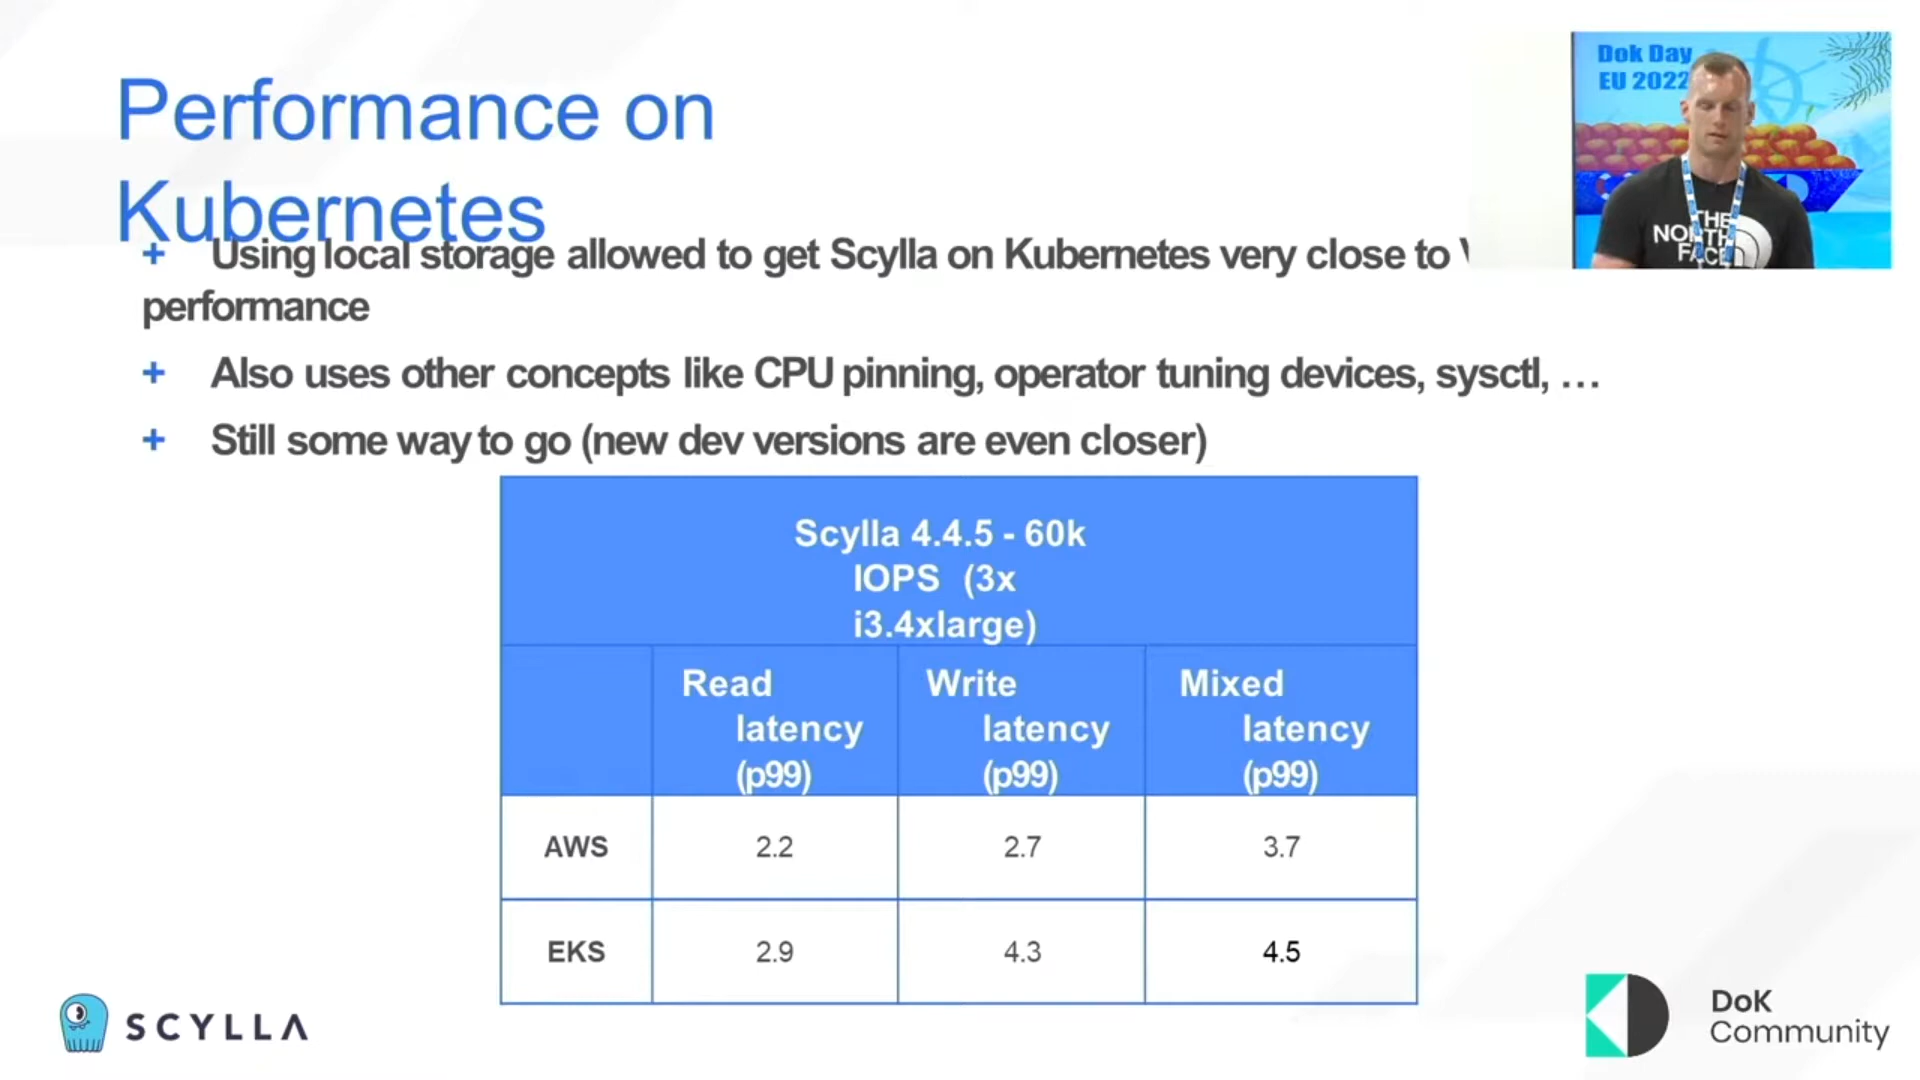 Performance on
Kubernetes
+ Using local storage allowed to get Scylla on Kubernetes very close to
performance
+ Also uses other concepts like CPU pinning, operator tuning devices, sysctl, …
+ Still some way to go (new dev versions are even closer)
Scylla 4.4.5 - 60k
IOPS (3x
i3.4xlarge)
Read latency (p99) Write latency (p99) Mixed latency (p99)
AWS 2.2 2.7 3.7
EKS 2.9 4.3 4.5
SCYLLA
DoK
Community
Dok Day
EU 2022
THE
NORTH
FACE